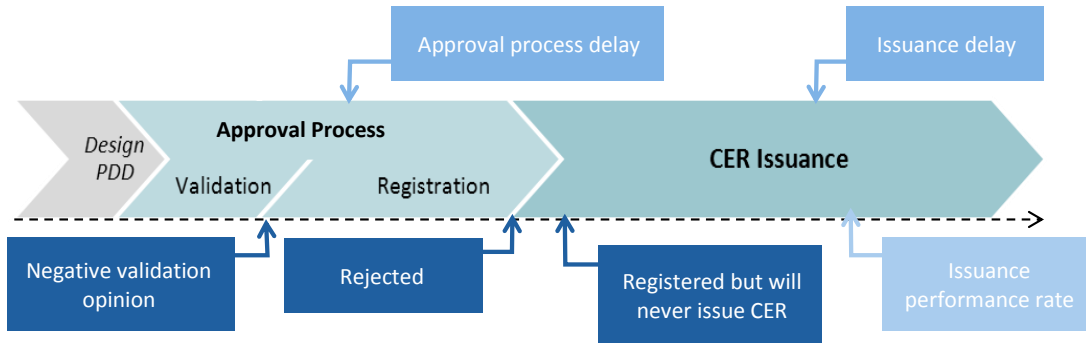 Approval process delay
Issuance delay
Design
PDD
Approval Process
Validation
Registration
CER Issuance
Negative validation
opinion
Rejected
Registered but will
never issue CER
Issuance
performance rate